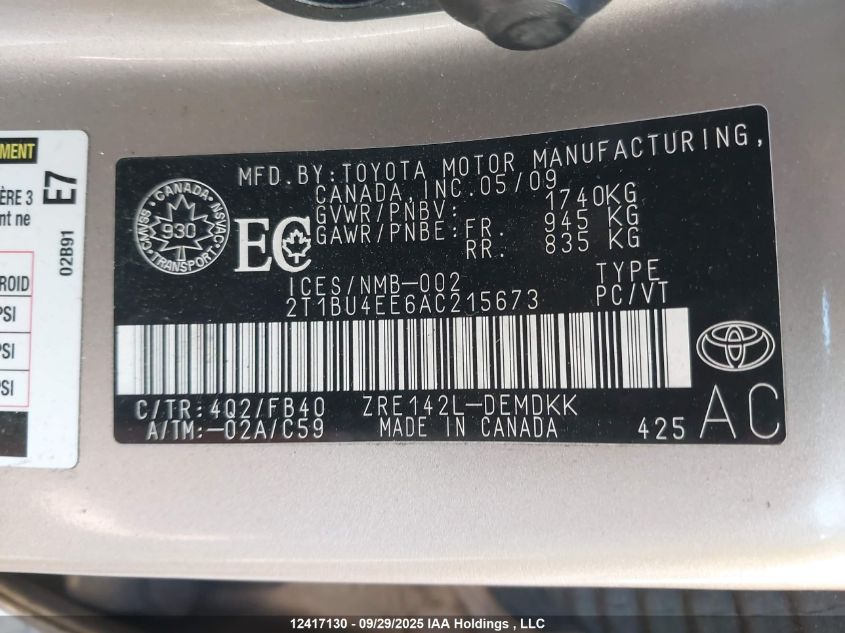 MENT
ÈRE 3
nt ne
E7
02B91
ROID
PSI
PSI
PSI
MFD.BY:TOYOTA MOTOR MANUFACTURING,
CANADA,INC.05/09
GVWR/PNBV: 1740KG
GAWR/PNBE:FR. 945 KG
RR. 835 KG
CANADA
CMVSS
930
NSVAC
TRANSPORT
EC
ICES/NMB-002
TYPE
2T1BU4EE6AC215673
PC/VT
C/TR:4Q2/FB40 ZRE142L-DEMDKK
A/TM:-02A/C59 MADE IN CANADA
425 AC
12417130 - 09/29/2025 IAA Holdings , LLC